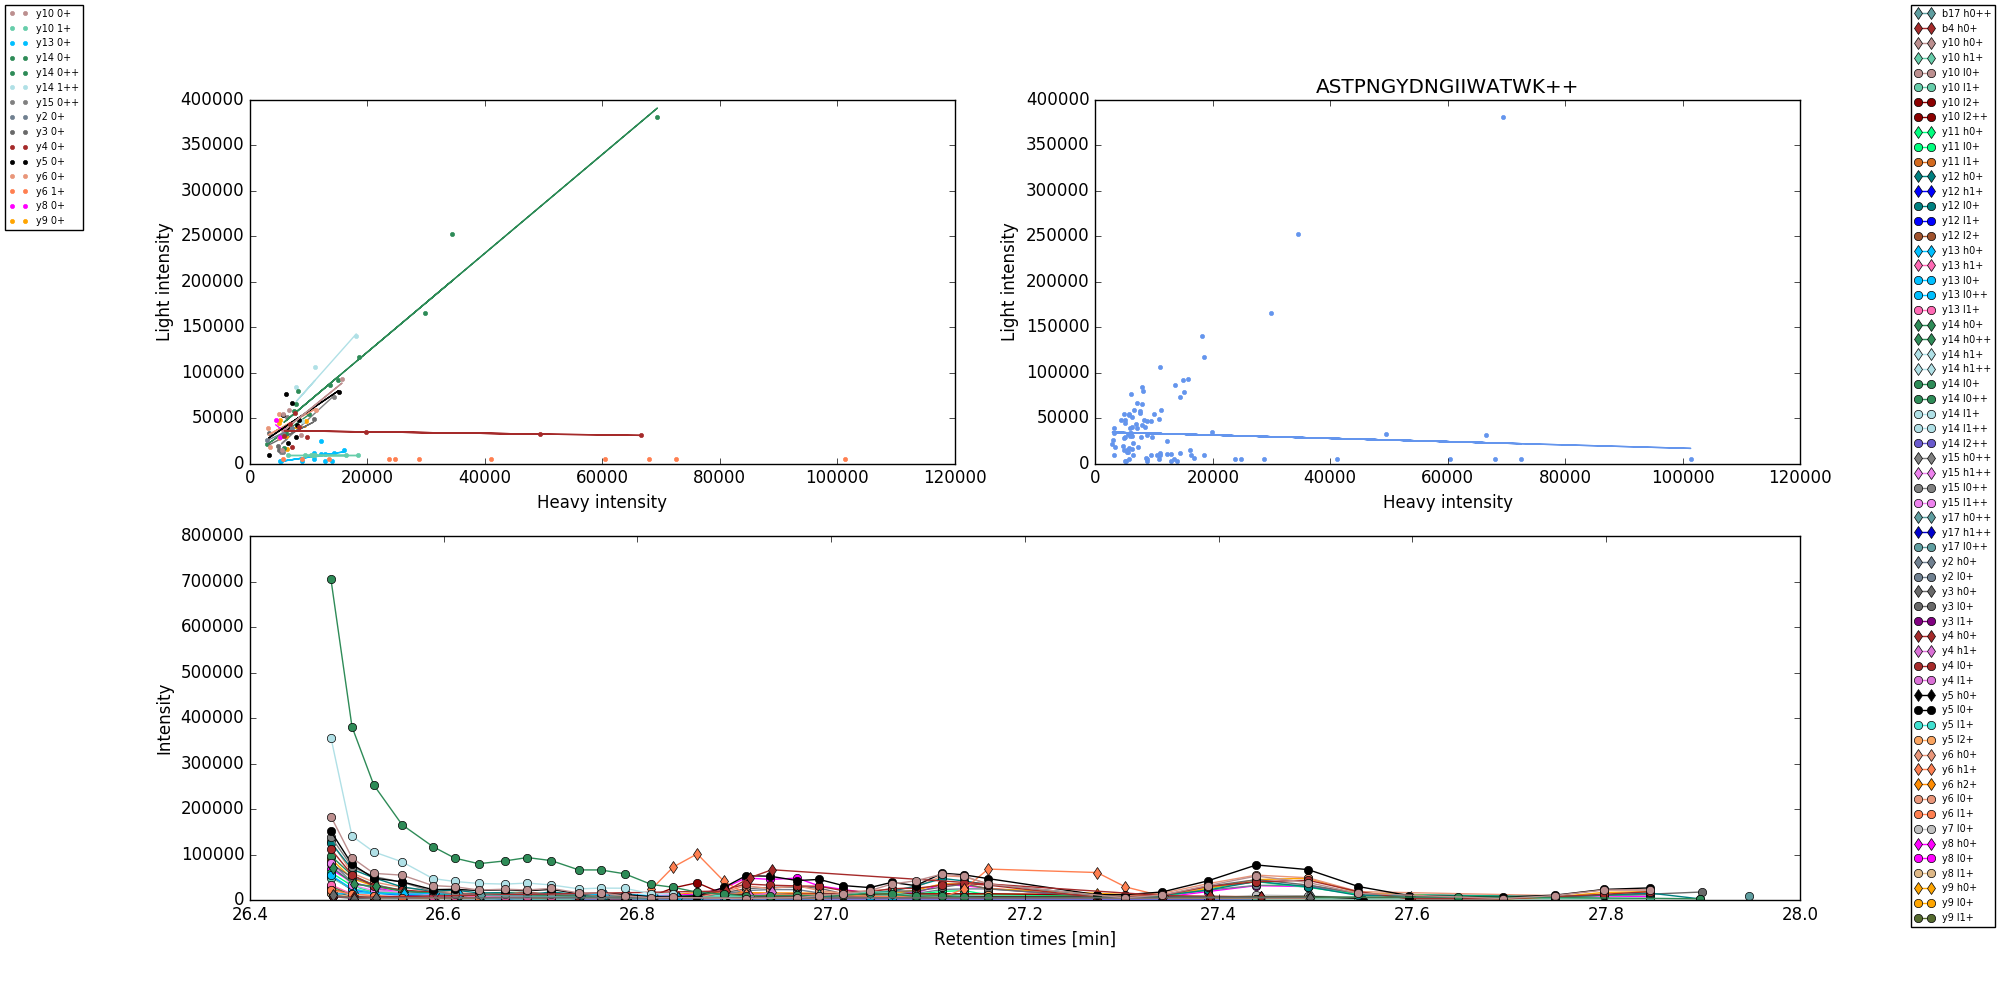 y10 0+
y10 1+
y13 0+
y14 0+
y14 0++
y14 1++
y15 0++
y2 0+
y3 0+
y4 0+
y5 0+
y6 0+
y6 1+
y8 0+
y9 0+
400000
350000
300000
250000
200000
150000
100000
50000
0
Light intensity
0 20000 40000 60000 80000 100000 120000
Heavy intensity
ASTPNGYDNGIIWATWK++
400000
350000
300000
250000
200000
150000
100000
50000
0
Light intensity
0 20000 40000 60000 80000 100000 120000
Heavy intensity
800000
700000
600000
500000
400000
300000
200000
100000
0
Intensity
26.4 26.6 26.8 27.0 27.2 27.4 27.6 27.8 28.0
Retention times [min]
b17 h0++
b4 h0+
y10 h0+
y10 h1+
y10 l0+
y10 l1+
y10 l2+
y10 l2++
y11 h0+
y11 l0+
y11 l1+
y12 h0+
y12 h1+
y12 l0+
y12 l1+
y12 l2+
y13 h0+
y13 h1+
y13 l0+
y13 l0++
y13 l1+
y14 h0+
y14 h0++
y14 h1+
y14 h1++
y14 l0+
y14 l0++
y14 l1+
y14 l1++
y14 l2++
y15 h0++
y15 h1++
y15 l0++
y15 l1++
y17 h0++
y17 h1++
y17 l0++
y2 h0+
y2 l0+
y3 h0+
y3 l0+
y3 l1+
y4 h0+
y4 h1+
y4 l0+
y4 l1+
y5 h0+
y5 l0+
y5 l1+
y5 l2+
y6 h0+
y6 h1+
y6 h2+
y6 l0+
y6 l1+
y7 l0+
y8 h0+
y8 l0+
y8 l1+
y9 h0+
y9 l0+
y9 l1+